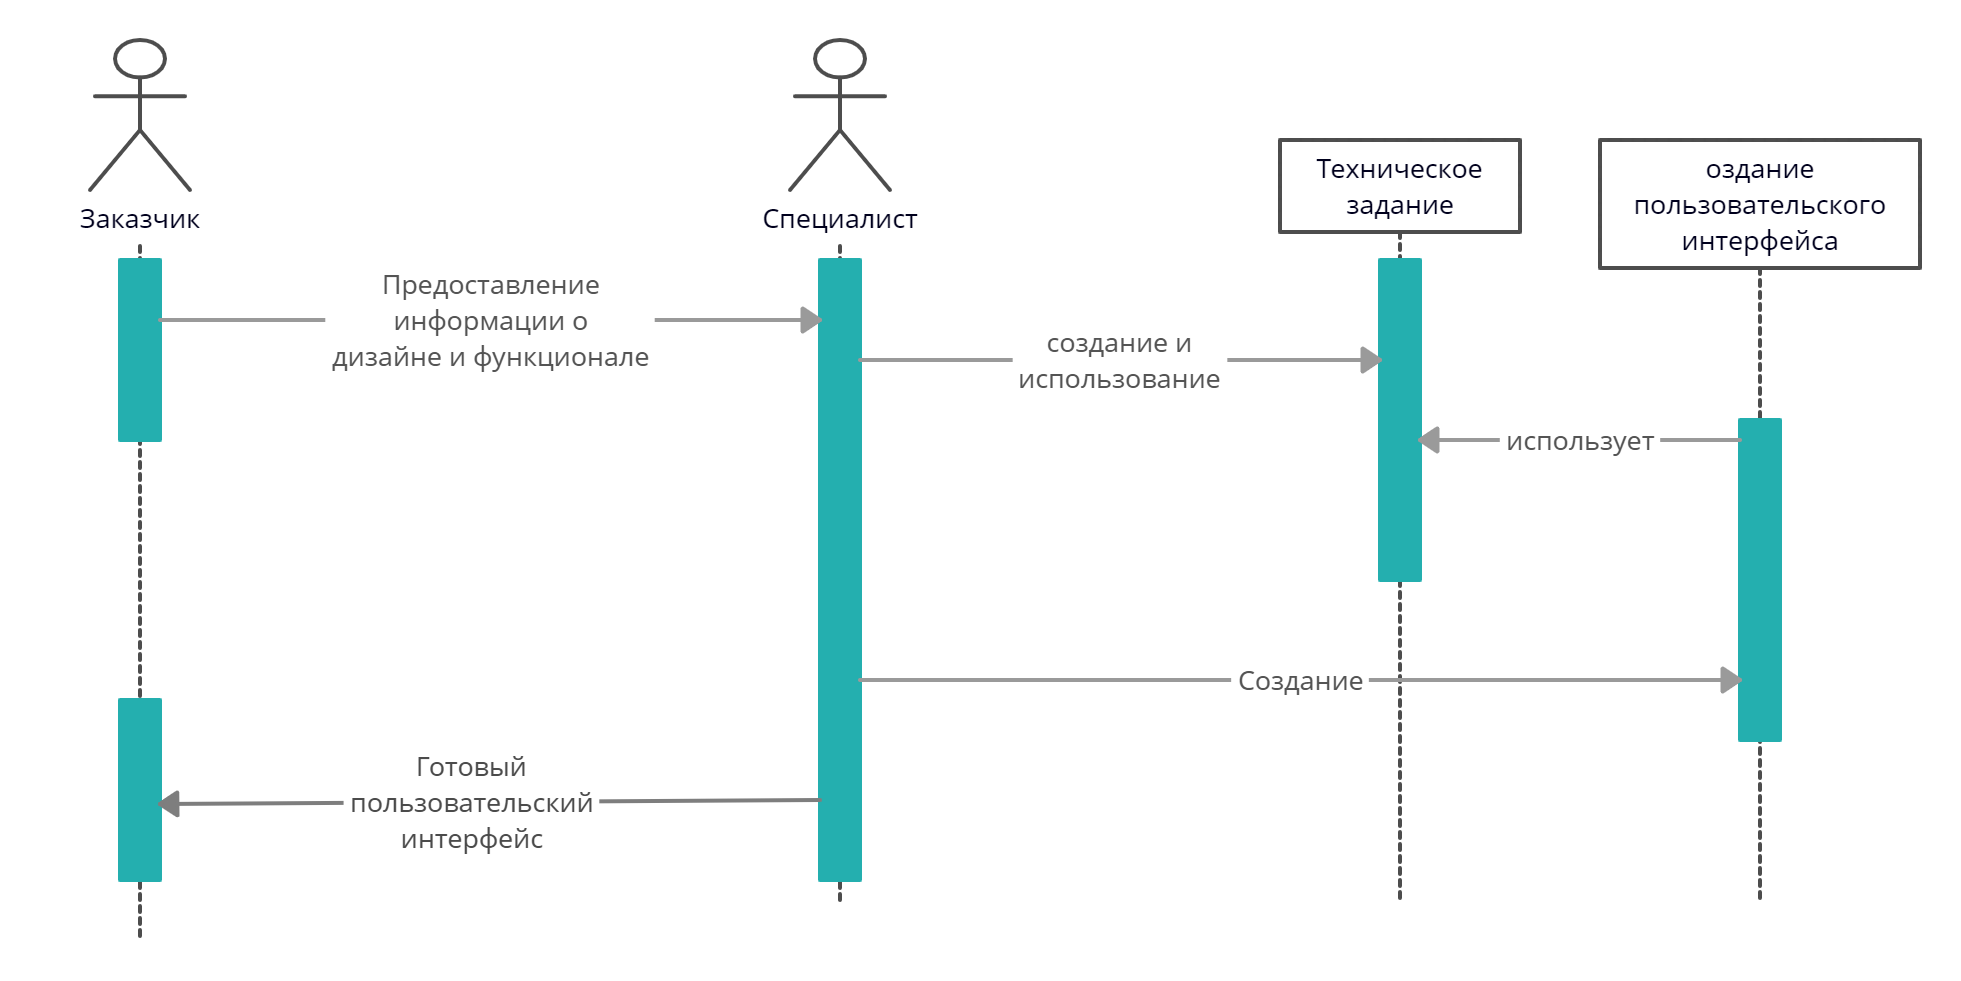 Заказчик
Специалист
Техническое
задание
оздание
пользовательского
интерфейса
Предоставление
информации о
дизайне и функционале
создание и
использование
использует
Создание
Готовый
пользовательский
интерфейс